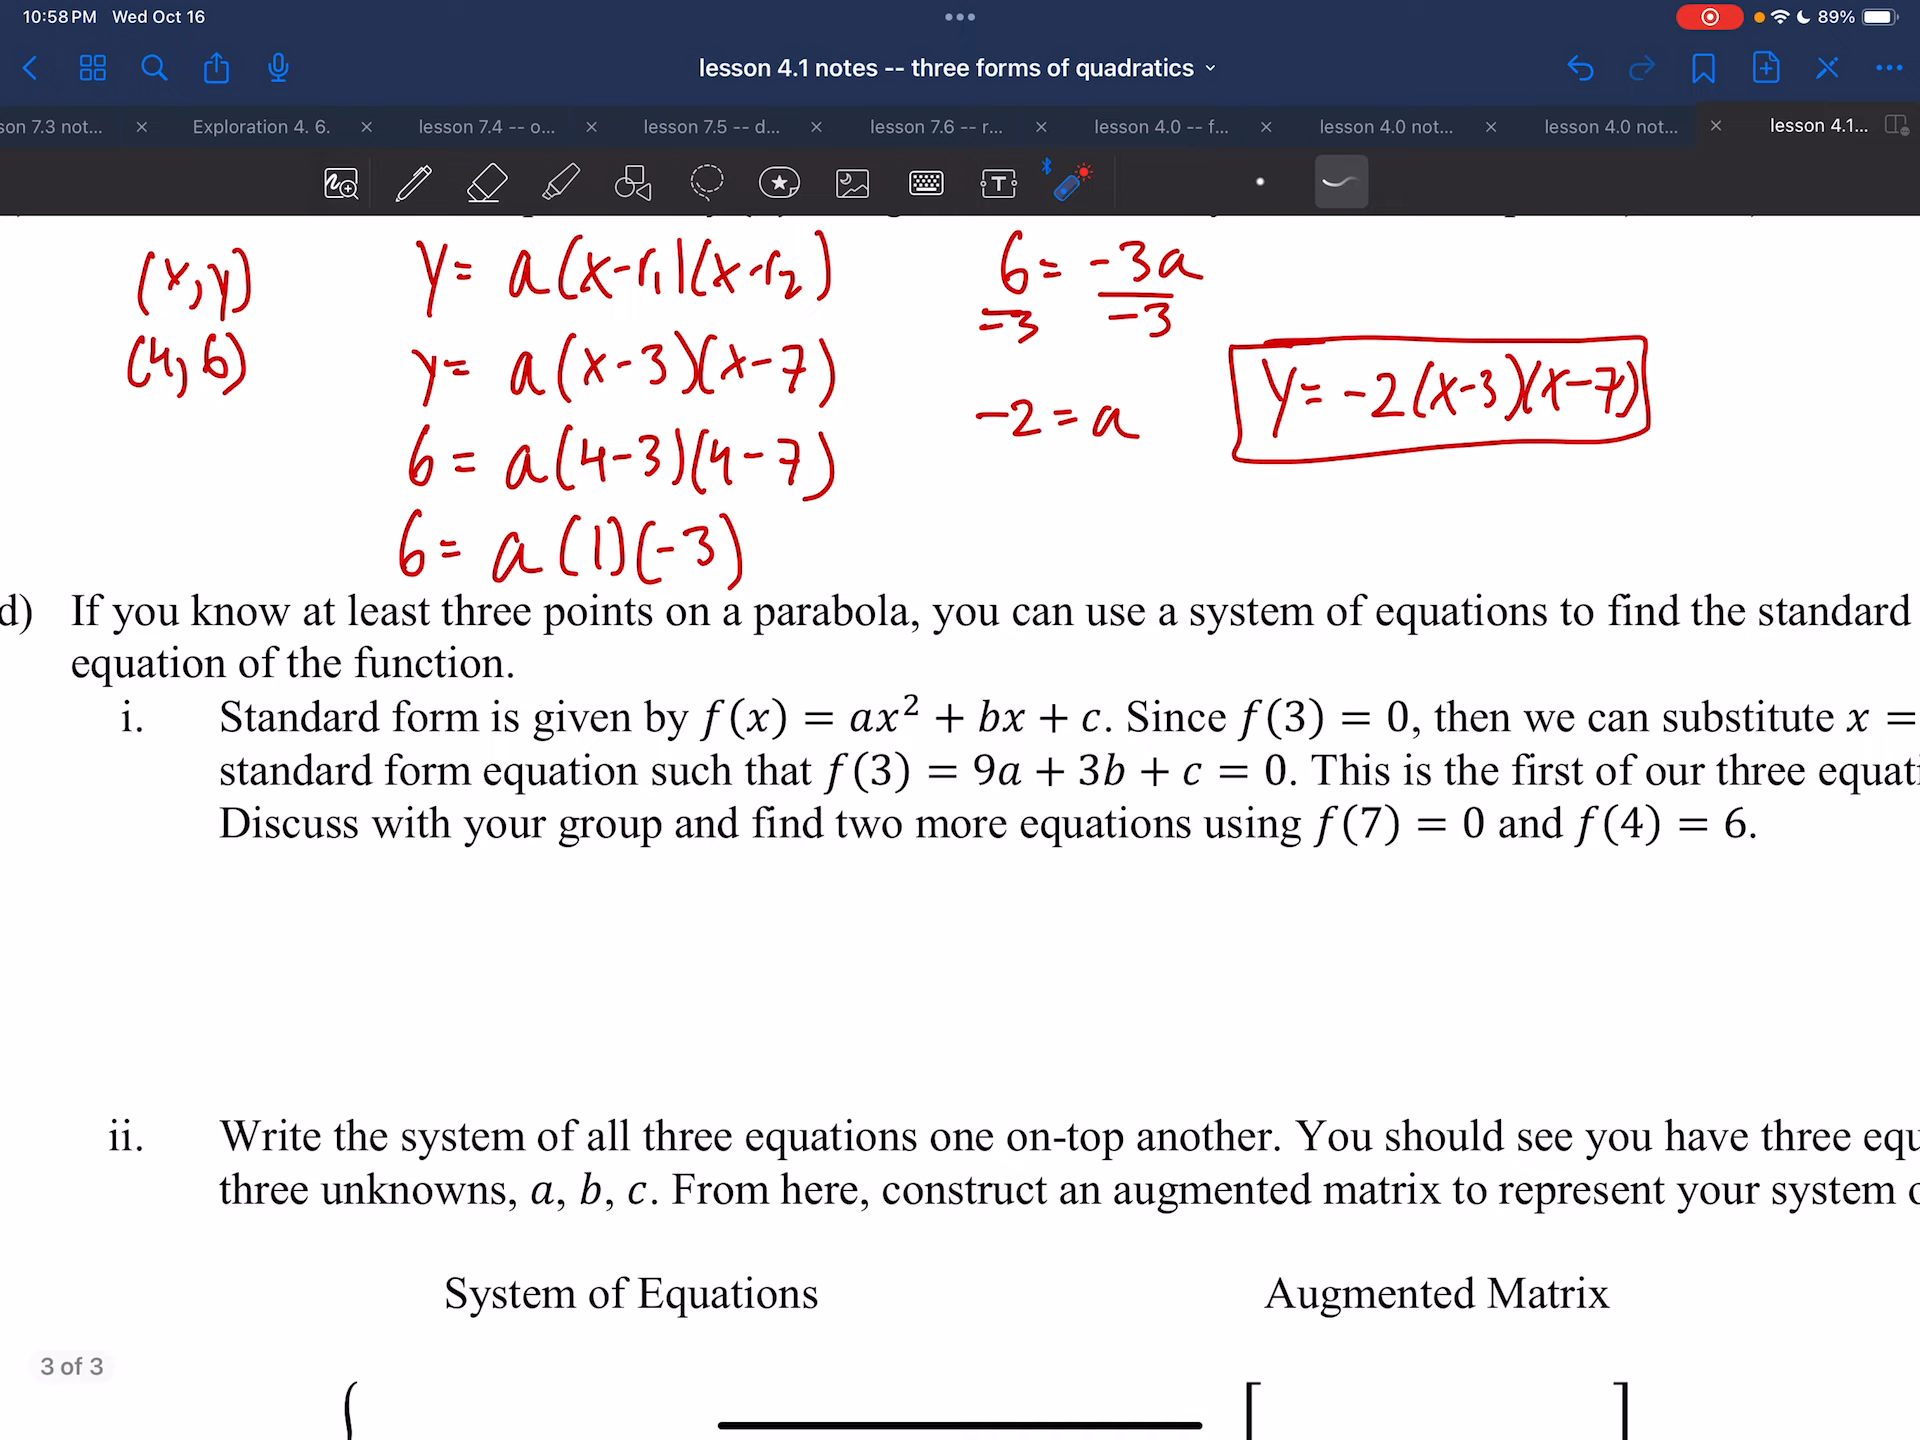 10:58 PM Wed Oct 16 89%
lesson 4.1 notes -- three forms of quadratics
son 7.3 not... Exploration 4. 6. lesson 7.4 -- o... lesson 7.5 -- d... lesson 7.6 -- r... lesson 4.0 -- f... lesson 4.0 not... lesson 4.0 not... lesson 4.1...
(x,y) y= a(x-r₁)(x-r₂) 6= -3a
-3 -3
(4,6) y= a(x-3)(x-7) y= -2(x-3)(x-7)
-2=a
6= a(4-3)(4-7)
6= a(1)(-3)
d) If you know at least three points on a parabola, you can use a system of equations to find the standard
equation of the function.
i. Standard form is given by f(x) = ax² + bx + c. Since f(3) = 0, then we can substitute x =
standard form equation such that f(3) = 9a + 3b + c = 0. This is the first of our three equati
Discuss with your group and find two more equations using f(7) = 0 and f(4) = 6.
ii. Write the system of all three equations one on-top another. You should see you have three equ
three unknowns, a, b, c. From here, construct an augmented matrix to represent your system o
System of Equations Augmented Matrix
3 of 3